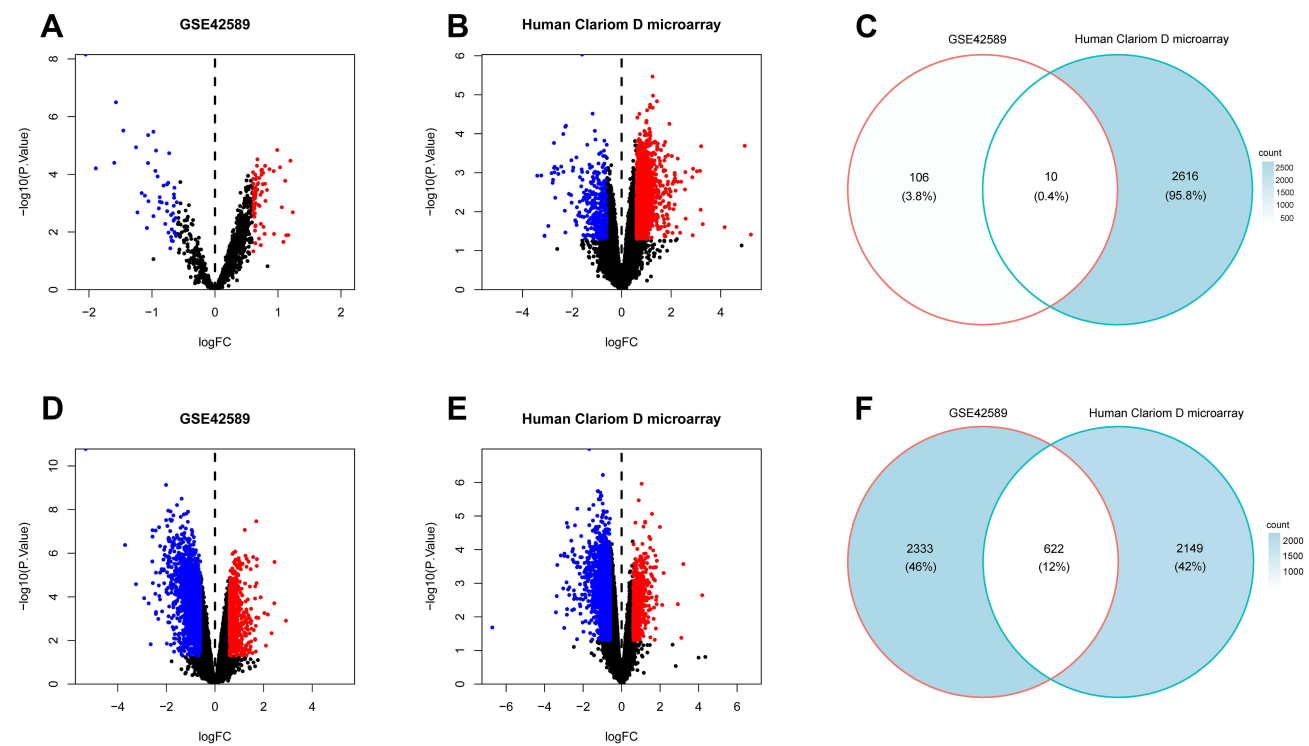 A
GSE42589
−log10(P.Value)
8
6
4
2
0
−2
−1
0
1
2
logFC
B
Human Clariom D microarray
−log10(P.Value)
6
5
4
3
2
1
0
−4
−2
0
2
4
logFC
C
GSE42589
Human Clariom D microarray
106
(3.8%)
10
(0.4%)
2616
(95.8%)
count
2500
2000
1500
1000
500
D
GSE42589
−log10(P.Value)
10
8
6
4
2
0
−4
−2
0
2
4
logFC
E
Human Clariom D microarray
−log10(P.Value)
6
5
4
3
2
1
0
−6
−4
−2
0
2
4
6
logFC
F
GSE42589
Human Clariom D microarray
2333
(46%)
622
(12%)
2149
(42%)
count
2000
1500
1000